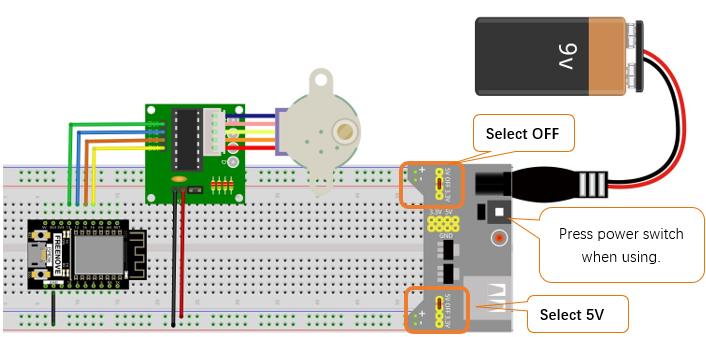 9v
Select OFF
+
-
5V OFF 3.3V
3.3V 5V
GND
Press power switch
when using.
FREENOVE
+
-
5V OFF 3.3V
Select 5V